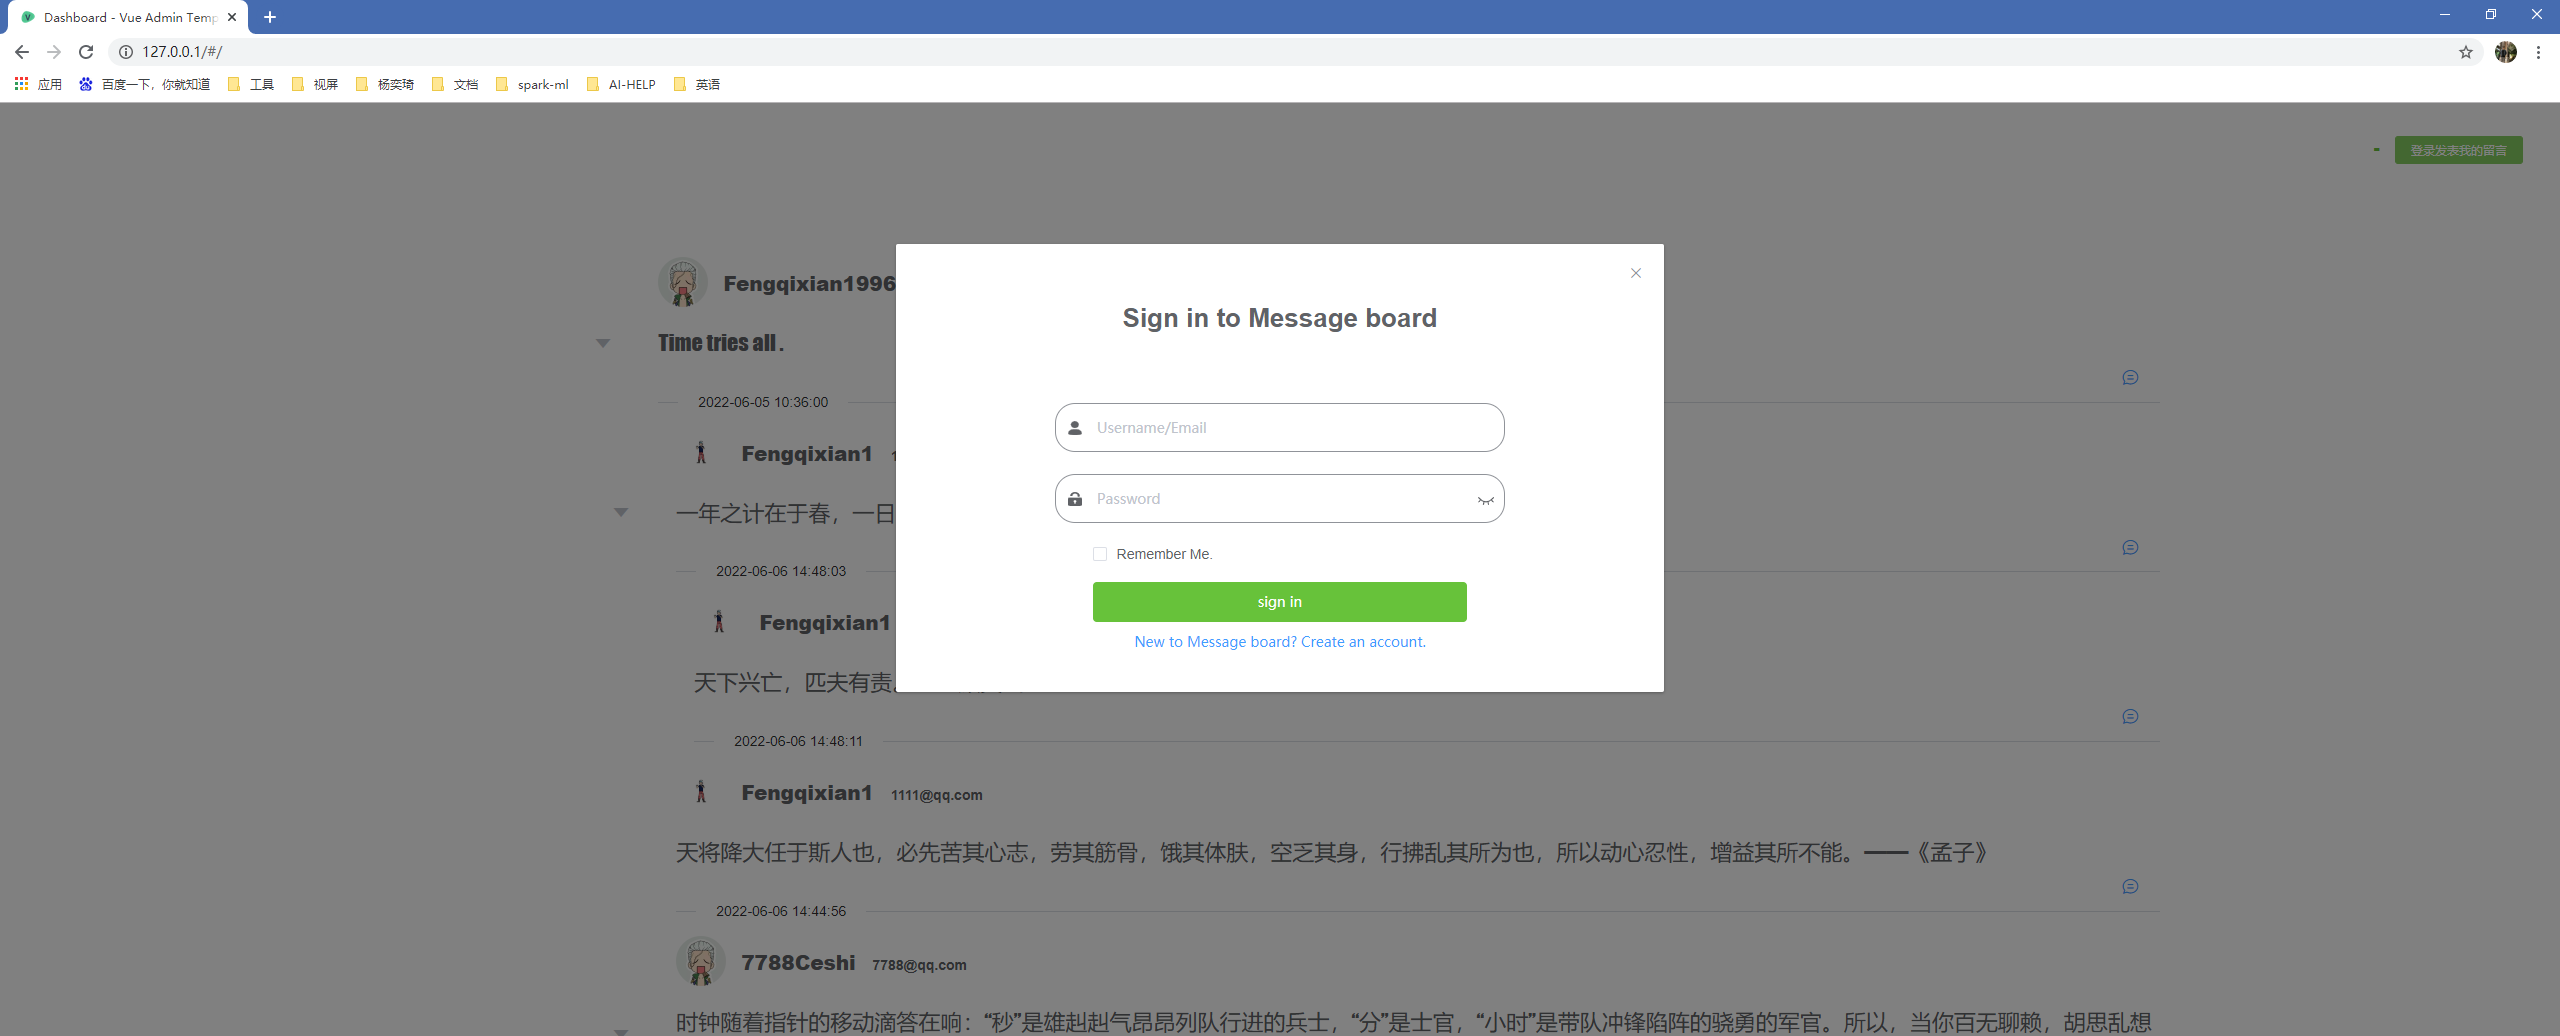 Dashboard - Vue Admin Temp
127.0.0.1/#/
应用 百度一下，你就知道 工具 视屏 杨奕琦 文档 spark-ml AI-HELP 英语
- 登录发表我的留言
Fengqixian1996
Time tries all .
2022-06-05 10:36:00
Fengqixian1
一年之计在于春，一日
2022-06-06 14:48:03
Fengqixian1
天下兴亡，匹夫有责
2022-06-06 14:48:11
Fengqixian1 1111@qq.com
天将降大任于斯人也，必先苦其心志，劳其筋骨，饿其体肤，空乏其身，行拂乱其所为也，所以动心忍性，增益其所不能。——《孟子》
2022-06-06 14:44:56
7788Ceshi 7788@qq.com
时钟随着指针的移动滴答在响：“秒”是雄赳赳气昂昂列队行进的兵士，“分”是士官，“小时”是带队冲锋陷阵的骁勇的军官。所以，当你百无聊赖，胡思乱想
Sign in to Message board
Username/Email
Password
Remember Me.
sign in
New to Message board? Create an account.